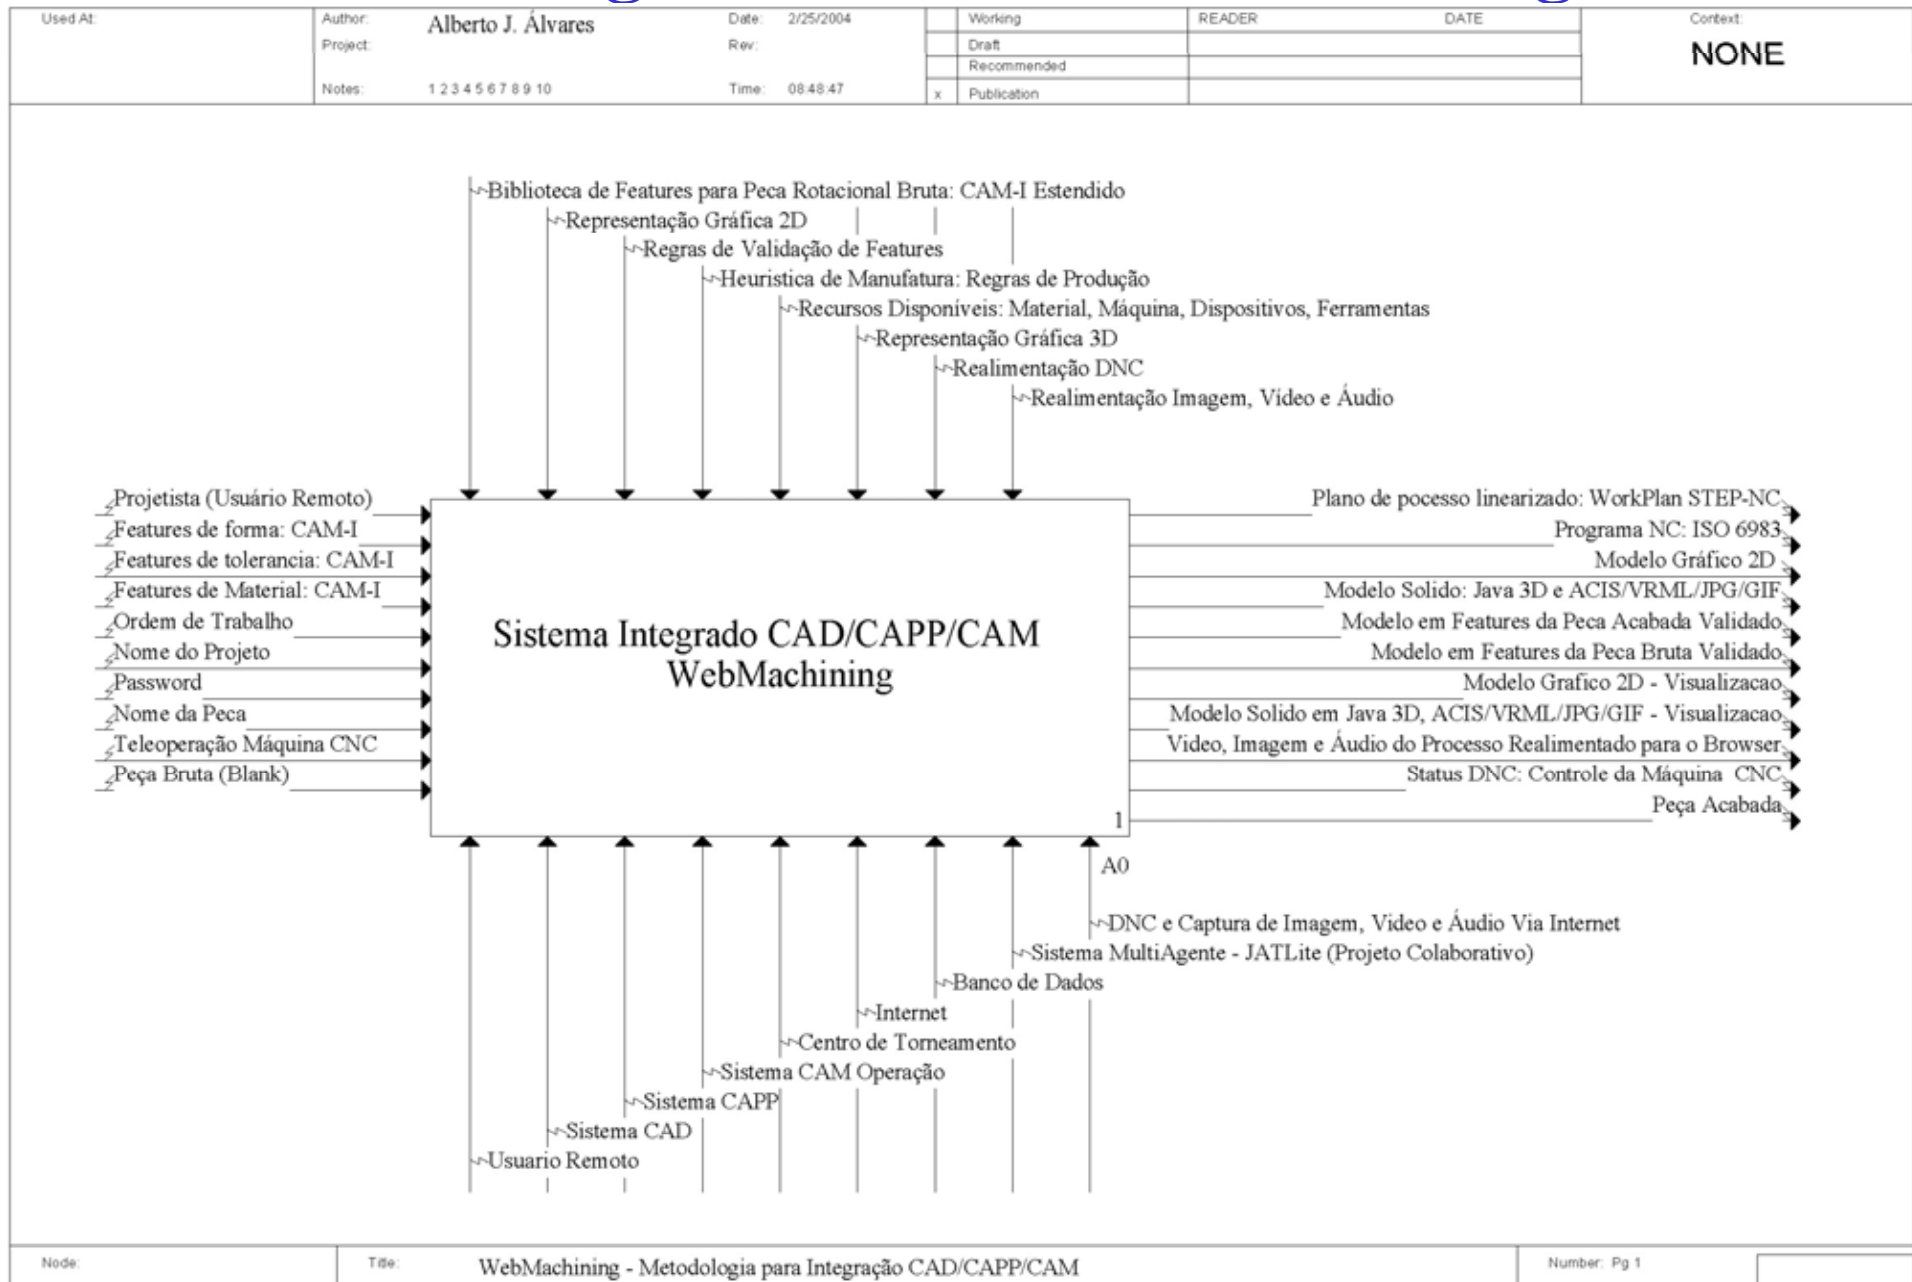 Used At:
Author: Alberto J. Álvares
Date: 2/25/2004
Working
READER DATE
Context:
Project:
Rev:
Draft
NONE
Recommended
Notes: 1 2 3 4 5 6 7 8 9 10
Time: 08:48:47
x Publication
Biblioteca de Features para Peca Rotacional Bruta: CAM-I Estendido
Representação Gráfica 2D
Regras de Validação de Features
Heuristica de Manufatura: Regras de Produção
Recursos Disponíveis: Material, Máquina, Dispositivos, Ferramentas
Representação Gráfica 3D
Realimentação DNC
Realimentação Imagem, Vídeo e Áudio
Projetista (Usuário Remoto)
Features de forma: CAM-I
Features de tolerancia: CAM-I
Features de Material: CAM-I
Ordem de Trabalho
Nome do Projeto
Password
Nome da Peca
Teleoperação Máquina CNC
Peça Bruta (Blank)
Sistema Integrado CAD/CAPP/CAM
WebMachining
1
A0
Plano de pocesso linearizado: WorkPlan STEP-NC
Programa NC: ISO 6983
Modelo Gráfico 2D
Modelo Solido: Java 3D e ACIS/VRML/JPG/GIF
Modelo em Features da Peca Acabada Validado
Modelo em Features da Peca Bruta Validado
Modelo Grafico 2D - Visualizacao
Modelo Solido em Java 3D, ACIS/VRML/JPG/GIF - Visualizacao
Video, Imagem e Áudio do Processo Realimentado para o Browser
Status DNC: Controle da Máquina CNC
Peça Acabada
DNC e Captura de Imagem, Video e Áudio Via Internet
Sistema MultiAgente - JATLite (Projeto Colaborativo)
Banco de Dados
Internet
Centro de Torneamento
Sistema CAM Operação
Sistema CAPP
Sistema CAD
Usuario Remoto
Node:
Title: WebMachining - Metodologia para Integração CAD/CAPP/CAM
Number: Pg 1